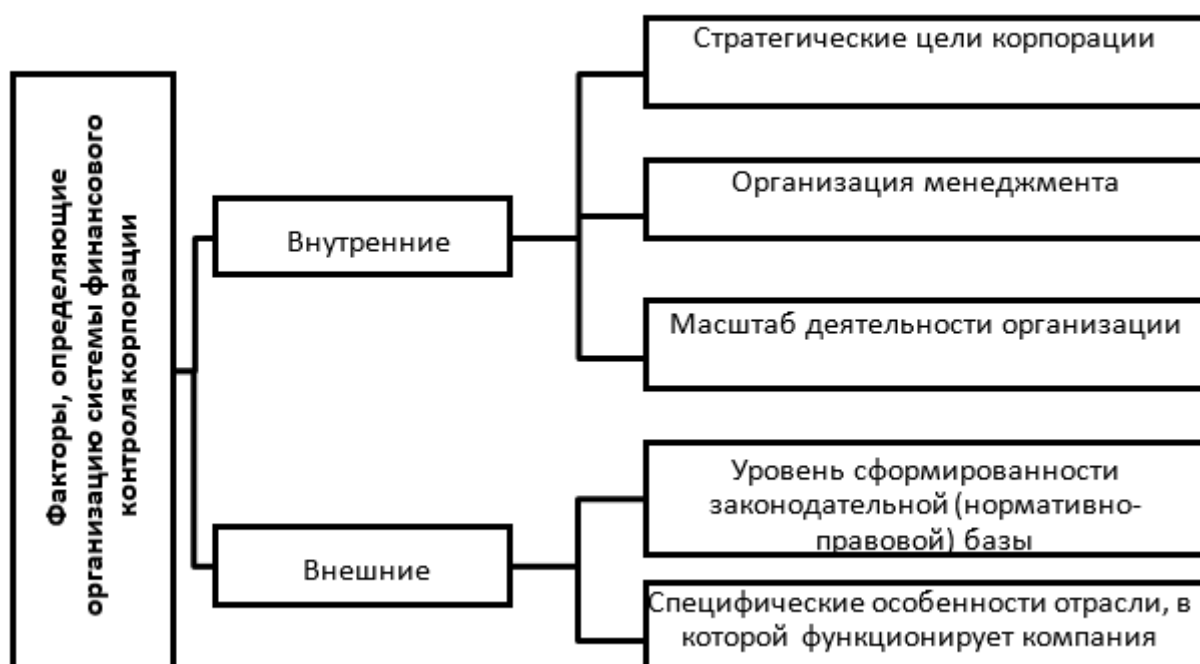 Факторы, определяющие
организацию системы финансового
контроля корпорации
Внутренние
Стратегические цели корпорации
Организация менеджмента
Масштаб деятельности организации
Внешние
Уровень сформированности
законодательной (нормативно-
правовой) базы
Специфические особенности отрасли, в
которой функционирует компания